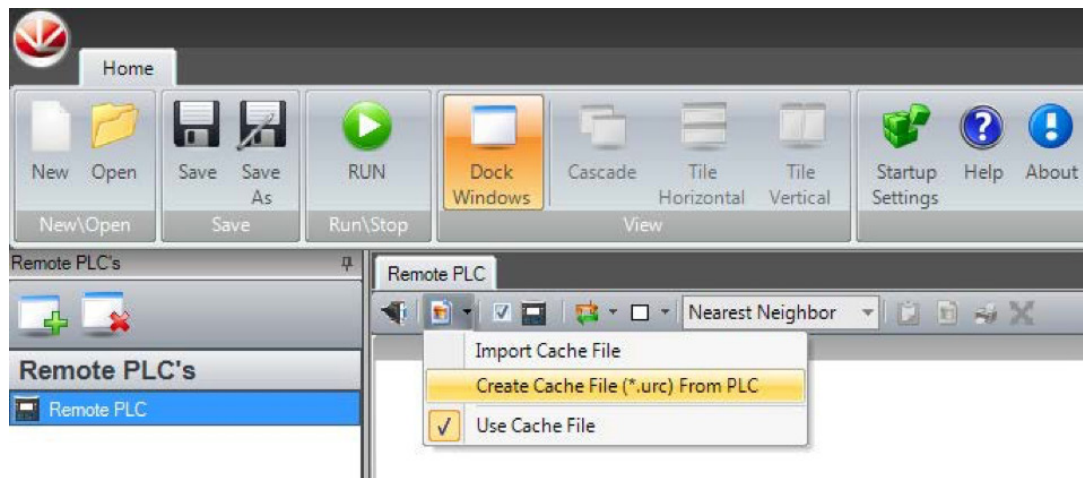 Home
New
Open
Save
Save
As
RUN
Dock
Windows
Cascade
Tile
Horizontal
Tile
Vertical
Startup
Settings
Help
About
New\Open
Save
Run\Stop
View
Remote PLC's
Remote PLC
Nearest Neighbor
Import Cache File
Remote PLC's
Create Cache File (*.urc) From PLC
Remote PLC
Use Cache File